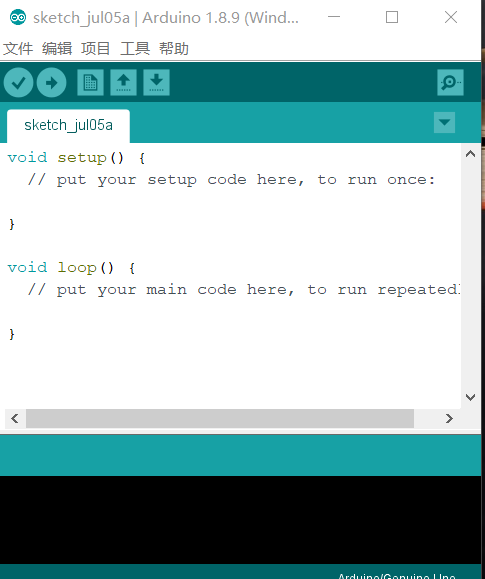 sketch_jul05a | Arduino 1.8.9 (Wind...
文件 编辑 项目 工具 帮助
sketch_jul05a
void setup() {
  // put your setup code here, to run once:
}
void loop() {
  // put your main code here, to run repeatedl
}
Arduino/Genuino Uno